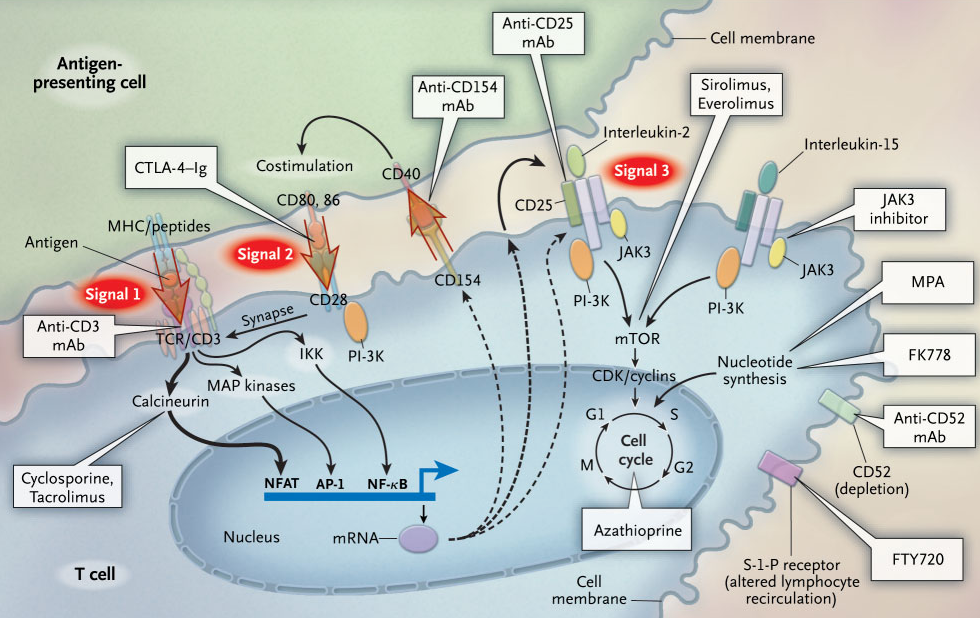 Anti-CD25
mAb
Cell membrane
Antigen-
presenting cell
Anti-CD154
mAb
Sirolimus,
Everolimus
Interleukin-2
Interleukin-15
CTLA-4–Ig
Costimulation
CD40
Signal 3
CD80, 86
CD25
JAK3
inhibitor
MHC/peptides
Antigen
Signal 2
JAK3
JAK3
CD154
Signal 1
CD28
PI-3K
PI-3K
MPA
Anti-CD3
mAb
Synapse
TCR/CD3
IKK
PI-3K
mTOR
Nucleotide
synthesis
FK778
MAP kinases
CDK/cyclins
Calcineurin
G1
S
Cell
cycle
M
G2
Anti-CD52
mAb
Cyclosporine,
Tacrolimus
NFAT
AP-1
NF-κB
CD52
(depletion)
Azathioprine
Nucleus
mRNA
FTY720
T cell
S-1-P receptor
(altered lymphocyte
recirculation)
Cell
membrane